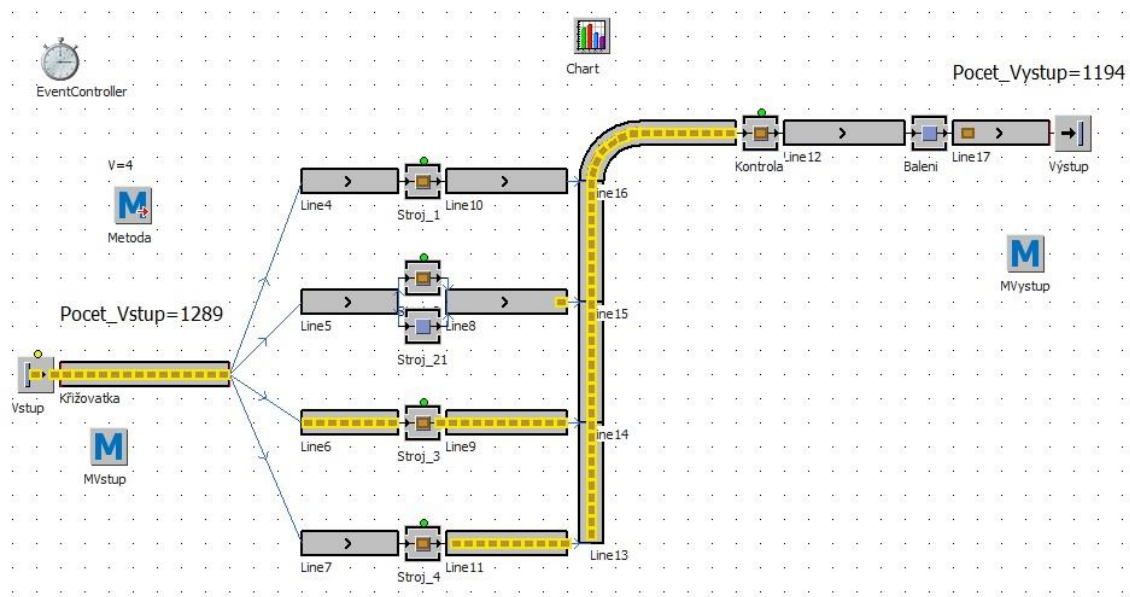 EventController
Chart
Pocet_Vystup=1194
Kontrola
Line12
Baleni
Line17
Výstup
V=4
Metoda
Line4
Stroj_1
Line10
ine16
MVystup
Pocet_Vstup=1289
Line5
Line8
ine15
Stroj_21
Vstup
Křižovatka
MVstup
Line6
Stroj_3
Line9
ine14
Line7
Stroj_4
Line11
Line13